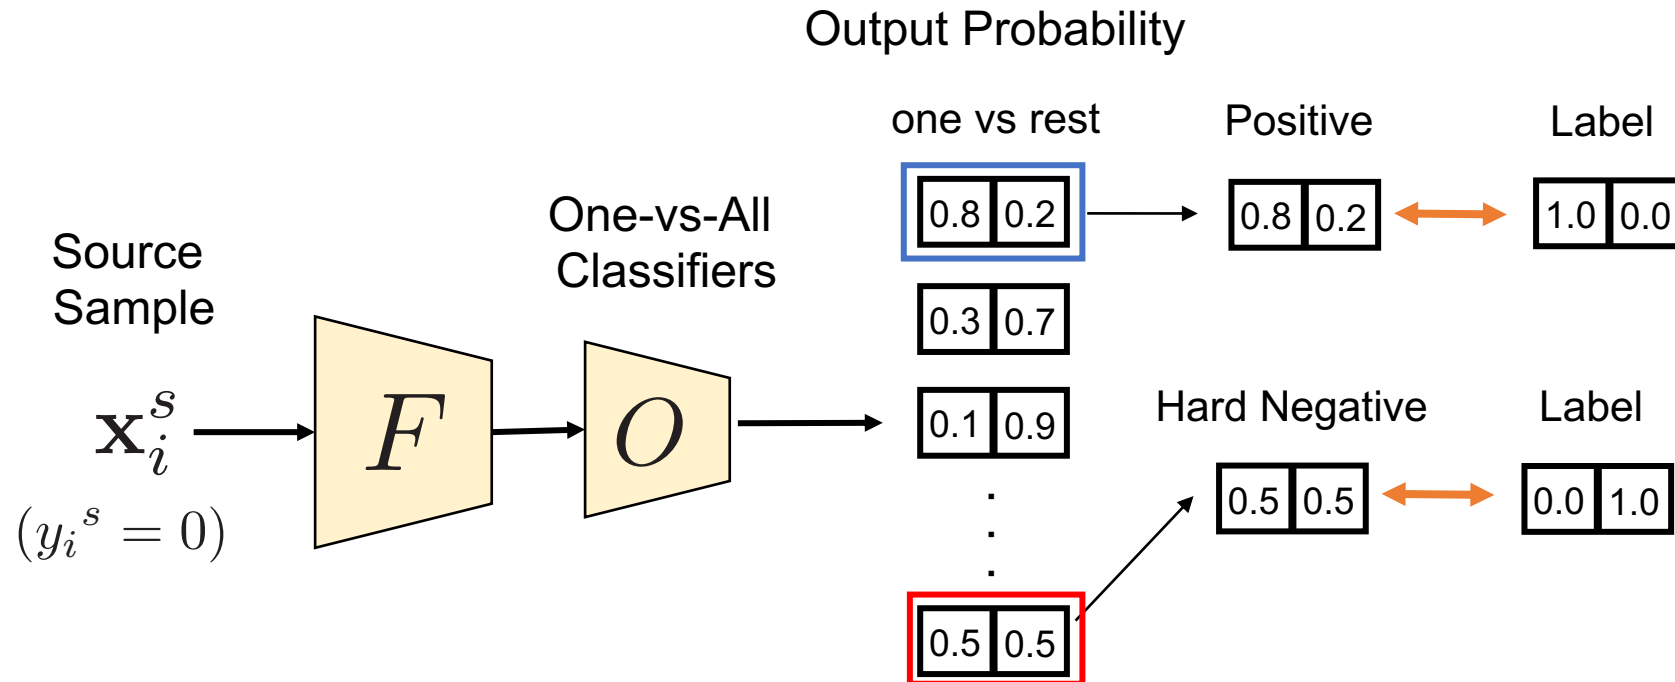 Output Probability
one vs rest
Positive
Label
0.8 0.2
0.8 0.2
1.0 0.0
One-vs-All
Classifiers
Source
Sample
0.3 0.7
x_i^s
F
O
0.1 0.9
Hard Negative
Label
0.5 0.5
0.0 1.0
(y_i^s = 0)
.
.
.
0.5 0.5